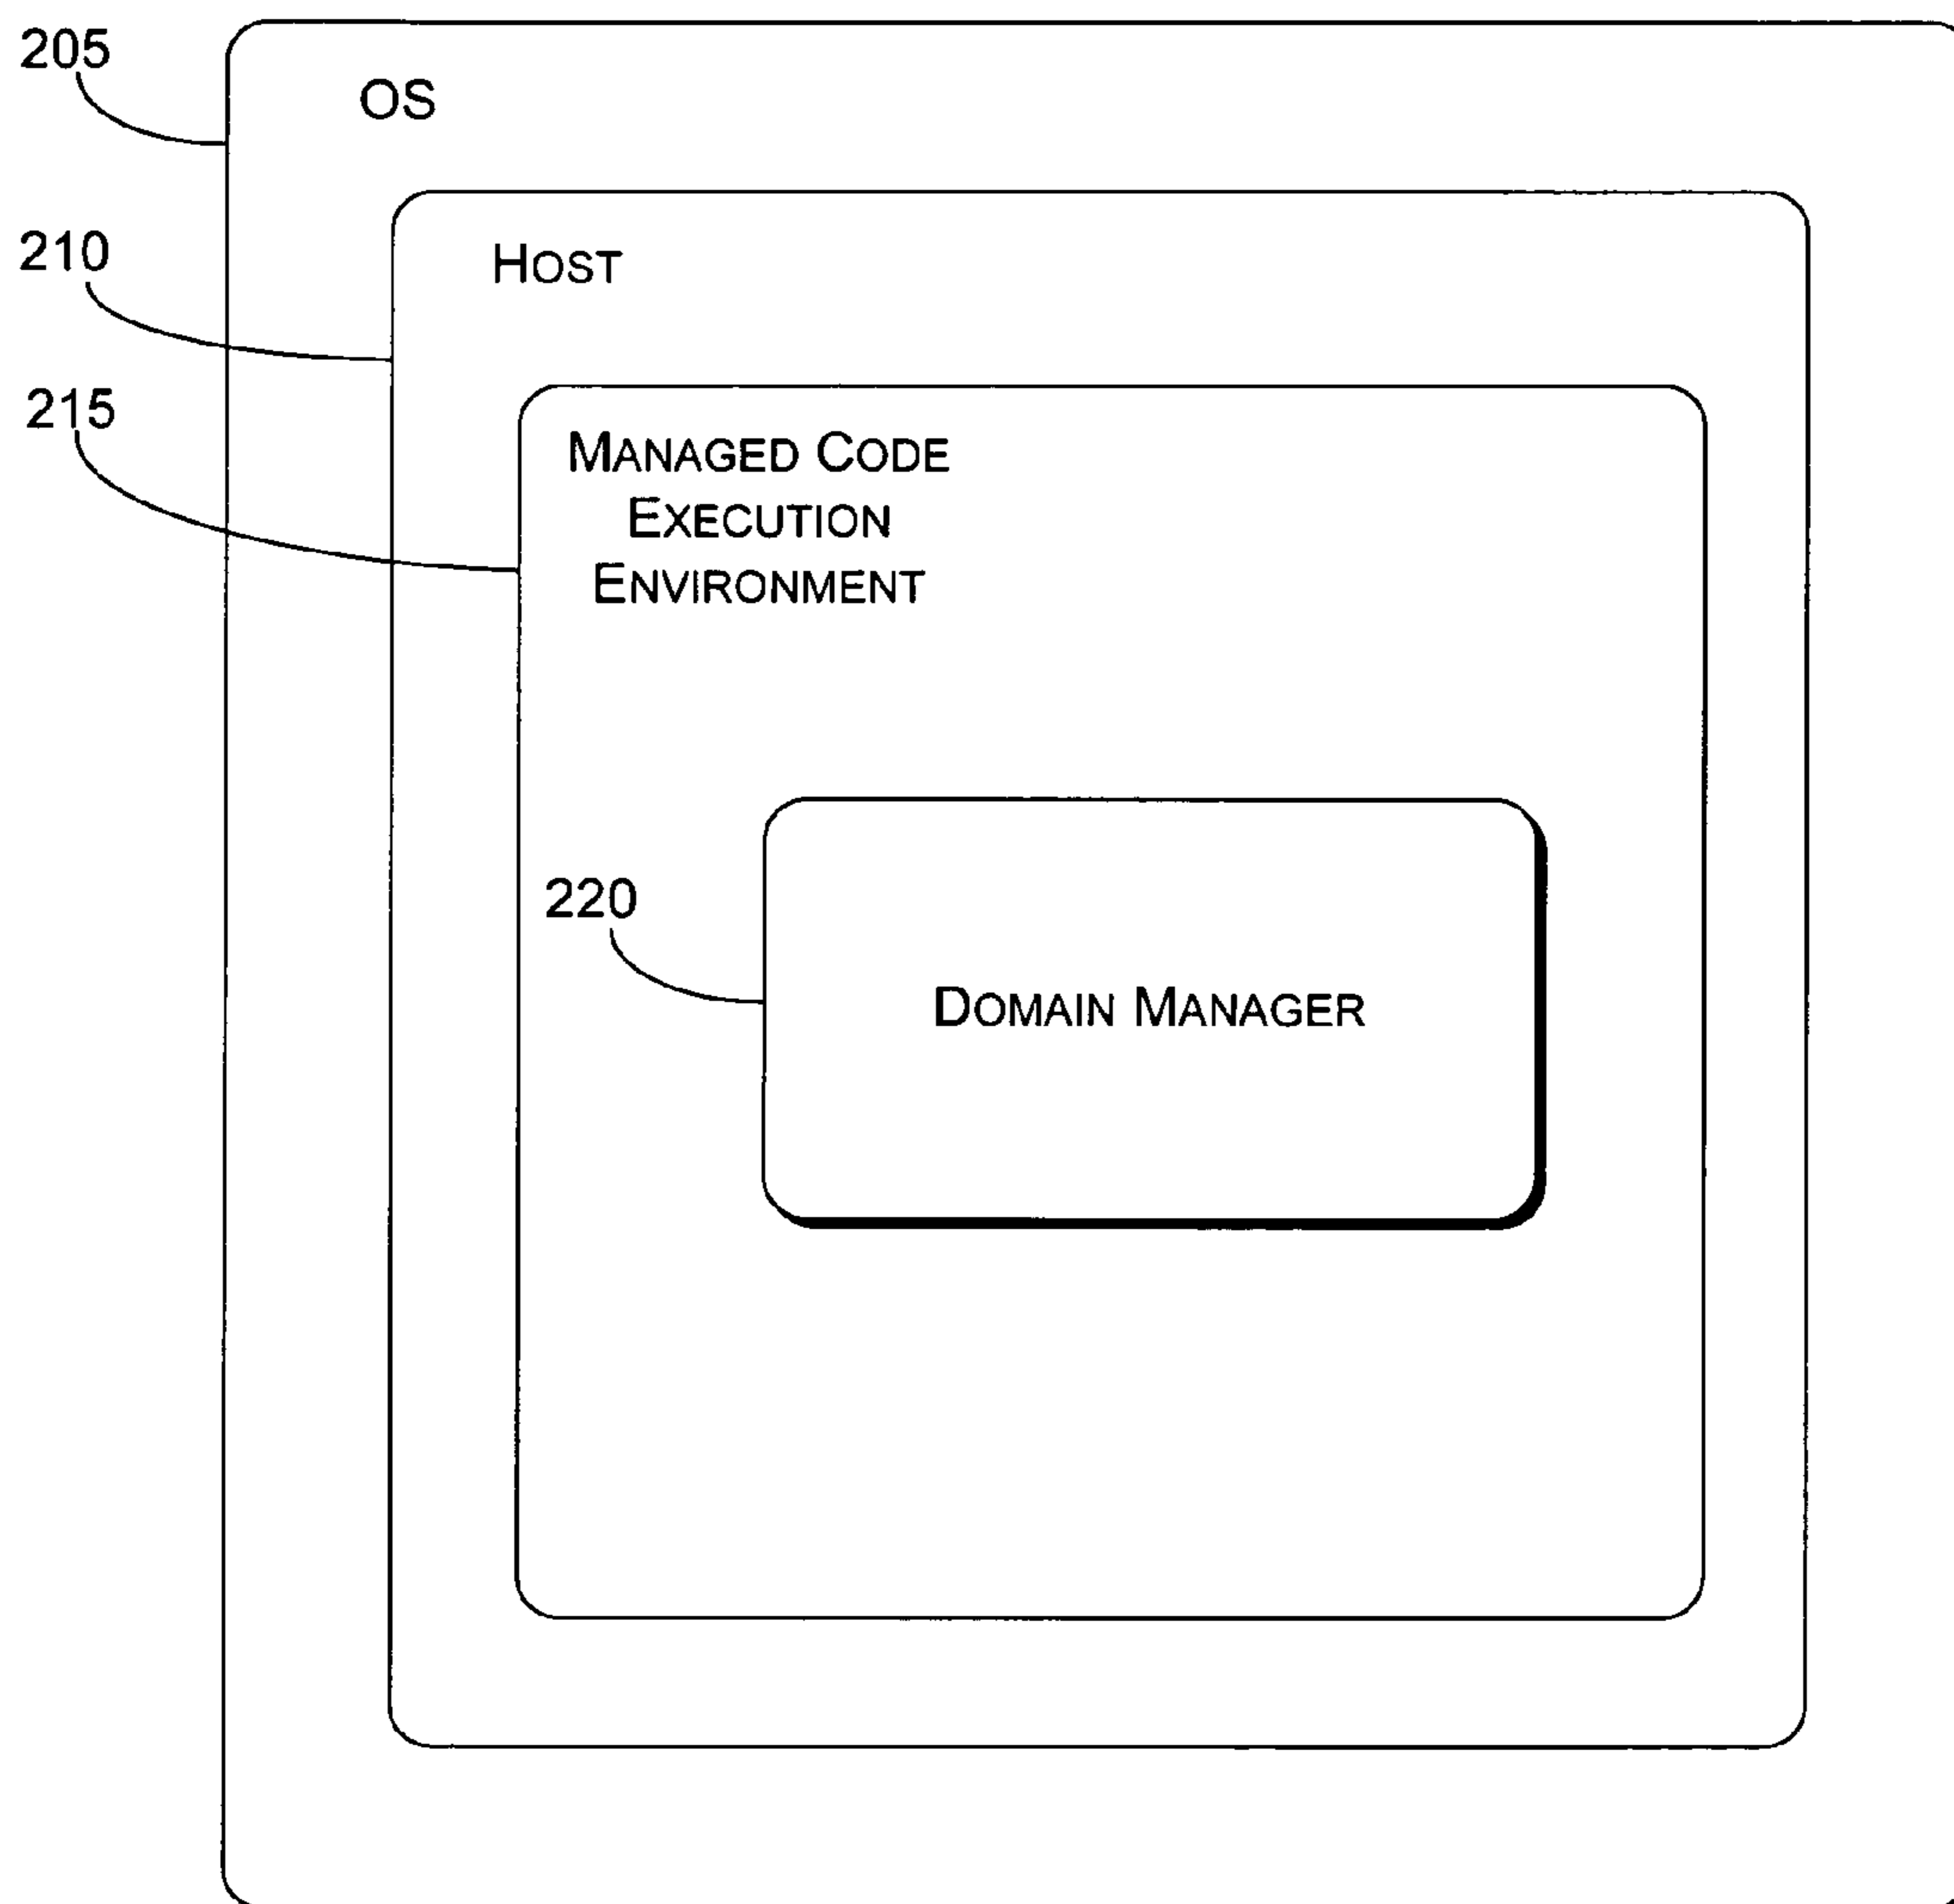 205
OS
210
HOST
215
MANAGED CODE
EXECUTION
ENVIRONMENT
220
DOMAIN MANAGER